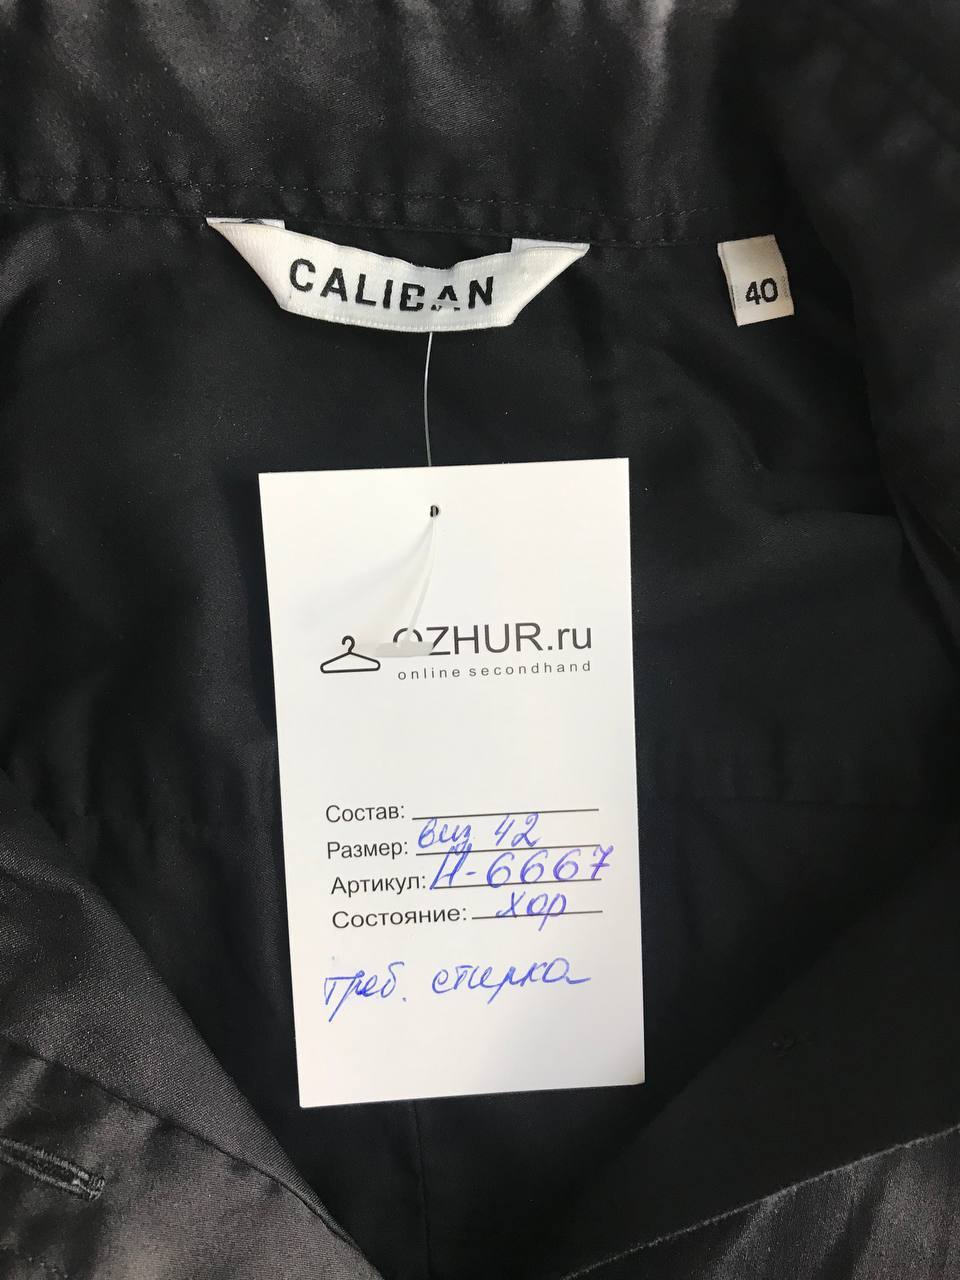 CALIBAN
40
OZHUR.ru
online secondhand
Состав:
Размер: виз 42
Артикул: Н-6667
Состояние: хор
треб. стирка